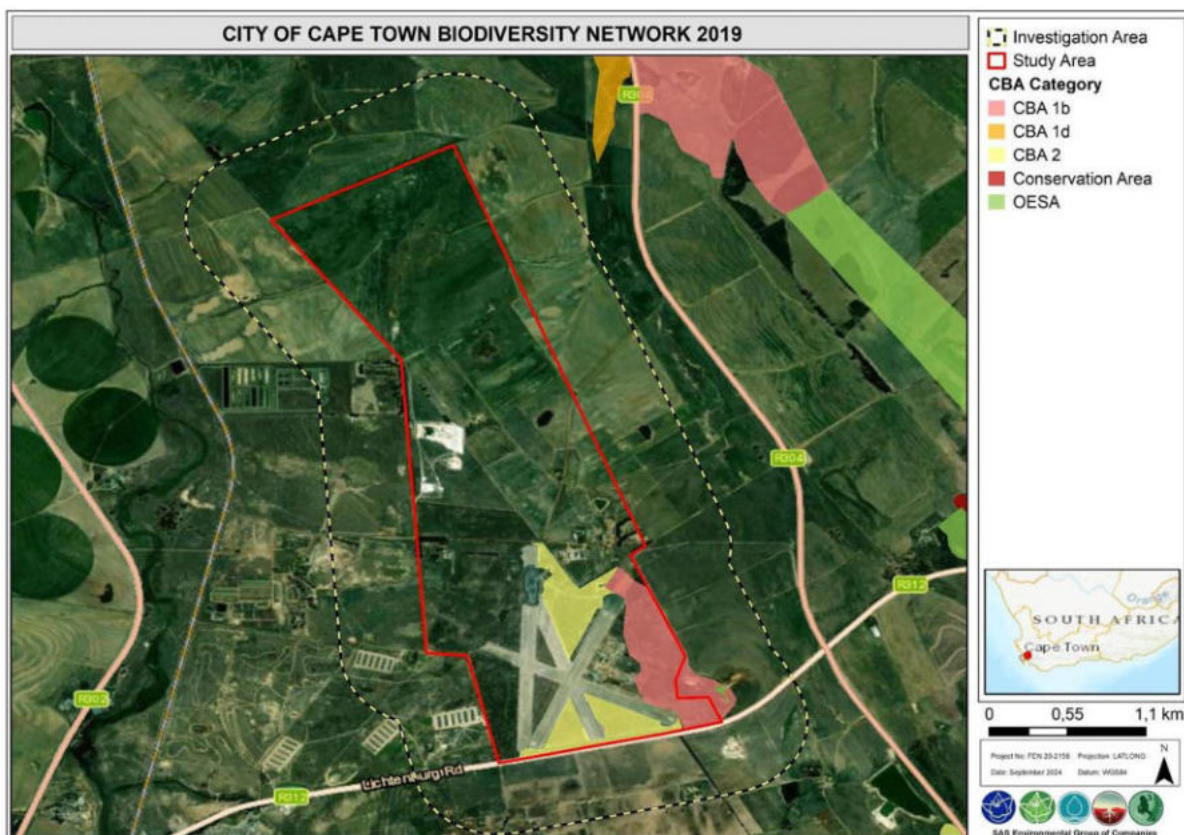 CITY OF CAPE TOWN BIODIVERSITY NETWORK 2019
Investigation Area
Study Area
CBA Category
CBA 1b
CBA 1d
CBA 2
Conservation Area
OESA
R304
R304
R312
R302
Lichtenburg Rd
R312
Orange
SOUTH AFRICA
Cape Town
0 0,55 1,1 km
Project No: FEN 20-2156 Projection: LATLONG
Date: September 2024 Datum: WGS84
N
SAS Environmental Group of Companies